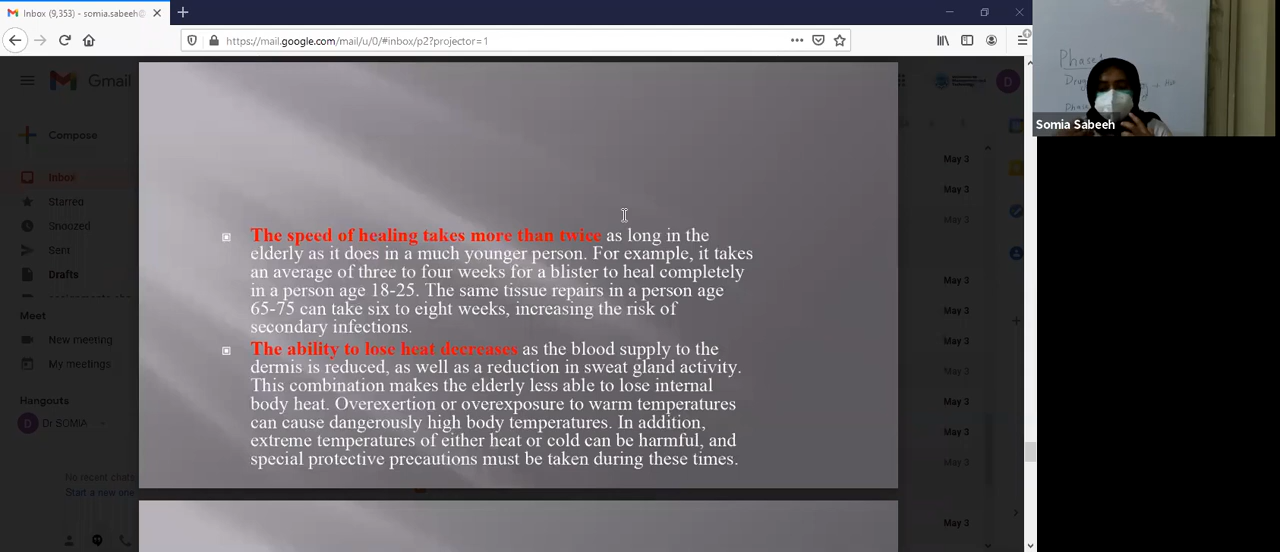 Inbox (9,353) - somia.sabeeh@
https://mail.google.com/mail/u/0/#inbox/p2?projector=1
Gmail
D
Compose
Inbox
Starred
Snoozed
Sent
Drafts
Meet
New meeting
My meetings
Hangouts
Dr SOMIA
No recent chats
Start a new one
The speed of healing takes more than twice as long in the
elderly as it does in a much younger person. For example, it takes
an average of three to four weeks for a blister to heal completely
in a person age 18-25. The same tissue repairs in a person age
65-75 can take six to eight weeks, increasing the risk of
secondary infections.
The ability to lose heat decreases as the blood supply to the
dermis is reduced, as well as a reduction in sweat gland activity.
This combination makes the elderly less able to lose internal
body heat. Overexertion or overexposure to warm temperatures
can cause dangerously high body temperatures. In addition,
extreme temperatures of either heat or cold can be harmful, and
special protective precautions must be taken during these times.
May 3
May 3
May 3
May 3
May 3
May 3
May 3
May 3
May 3
Phase
Drug
Somia Sabeeh